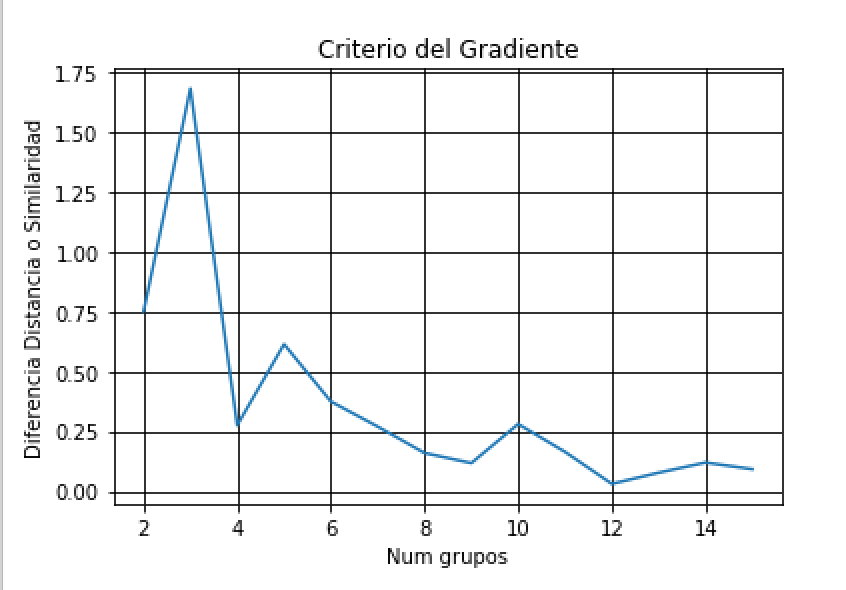 Criterio del Gradiente
Diferencia Distancia o Similaridad
1.75
1.50
1.25
1.00
0.75
0.50
0.25
0.00
2 4 6 8 10 12 14
Num grupos